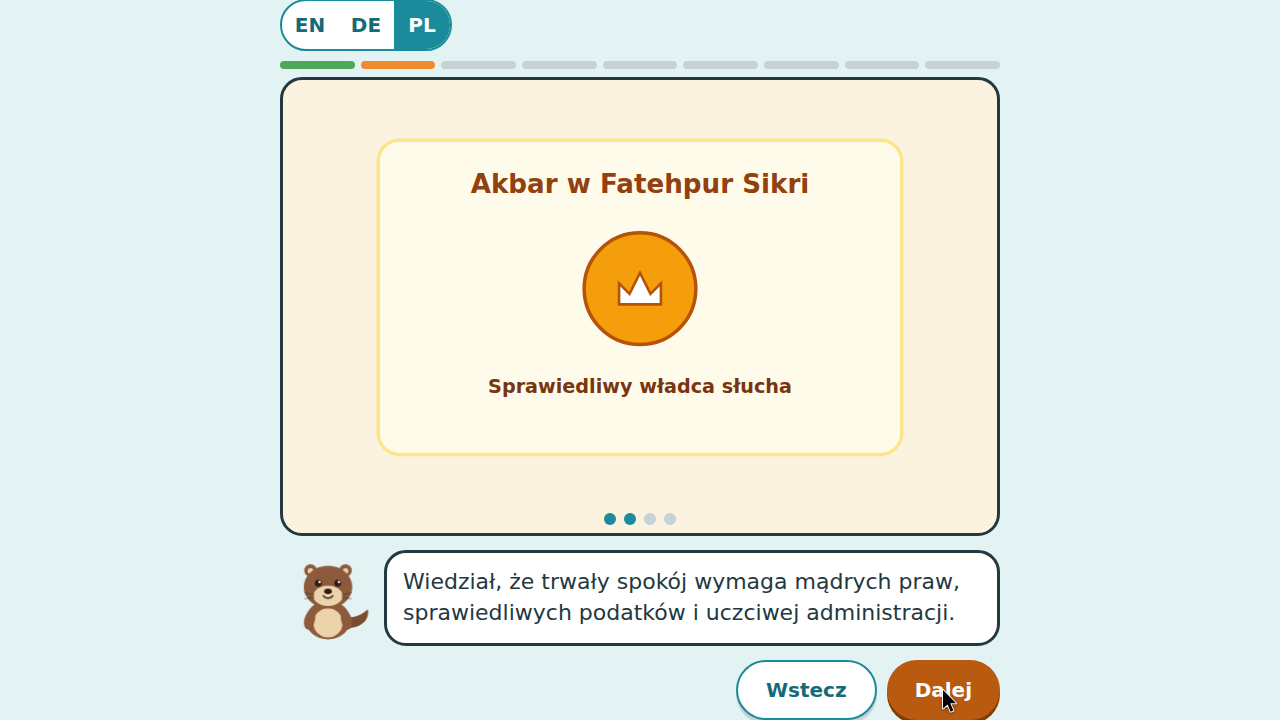 EN DE PL
Akbar w Fatehpur Sikri
Sprawiedliwy władca słucha
Wiedział, że trwały spokój wymaga mądrych praw,
sprawiedliwych podatków i uczciwej administracji.
Wstecz Dalej